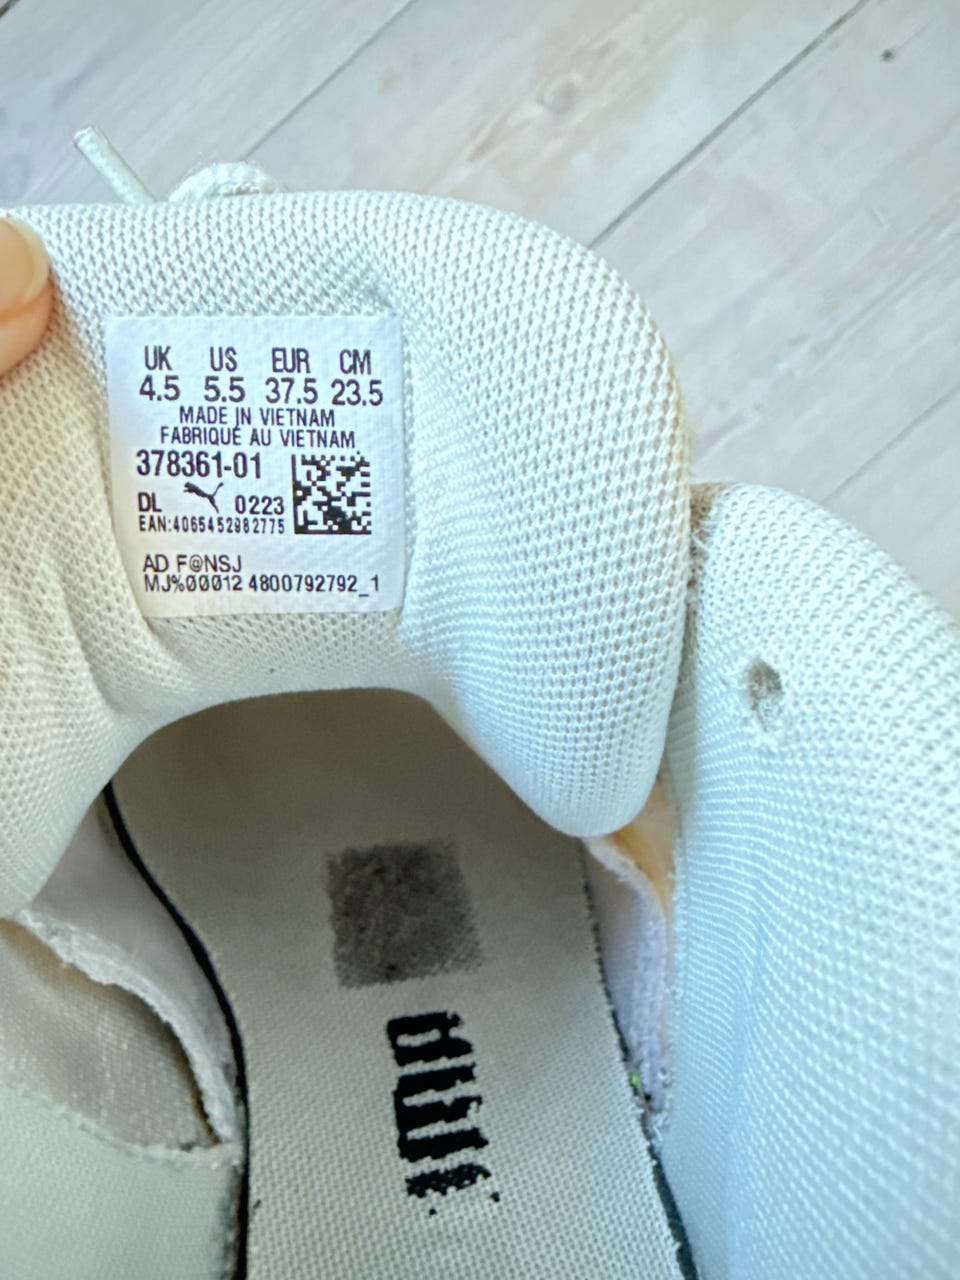 UK US EUR CM
4.5 5.5 37.5 23.5
MADE IN VIETNAM
FABRIQUÉ AU VIETNAM
378361-01
DL 0223
EAN:4065452982775
AD F@NSJ
MJ%00012 4800792792_1